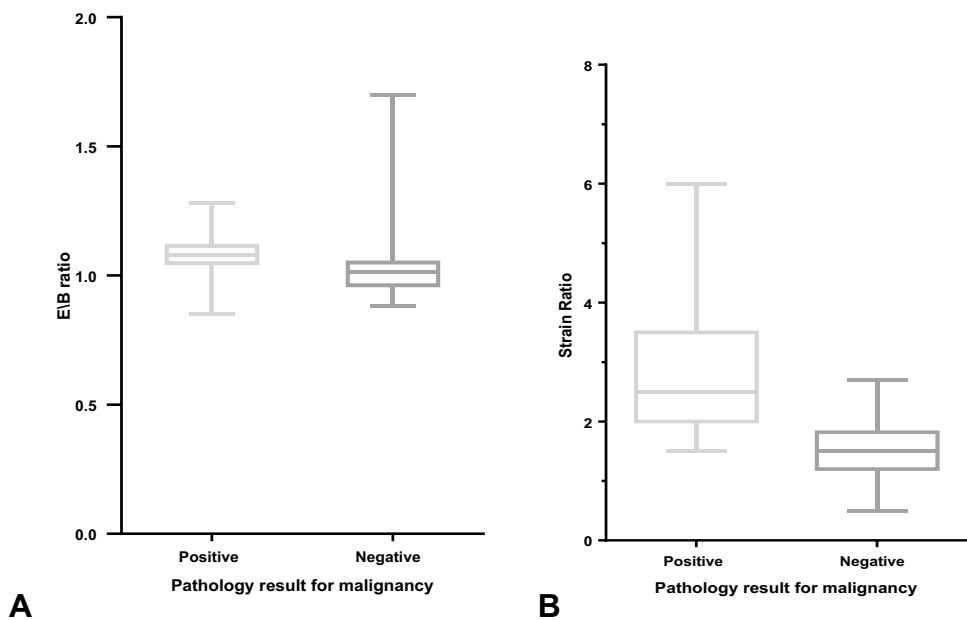 2.0
1.5
1.0
0.5
0.0
E\B ratio
Positive
Negative
Pathology result for malignancy
A
8
6
4
2
0
Strain Ratio
Positive
Negative
Pathology result for malignancy
B